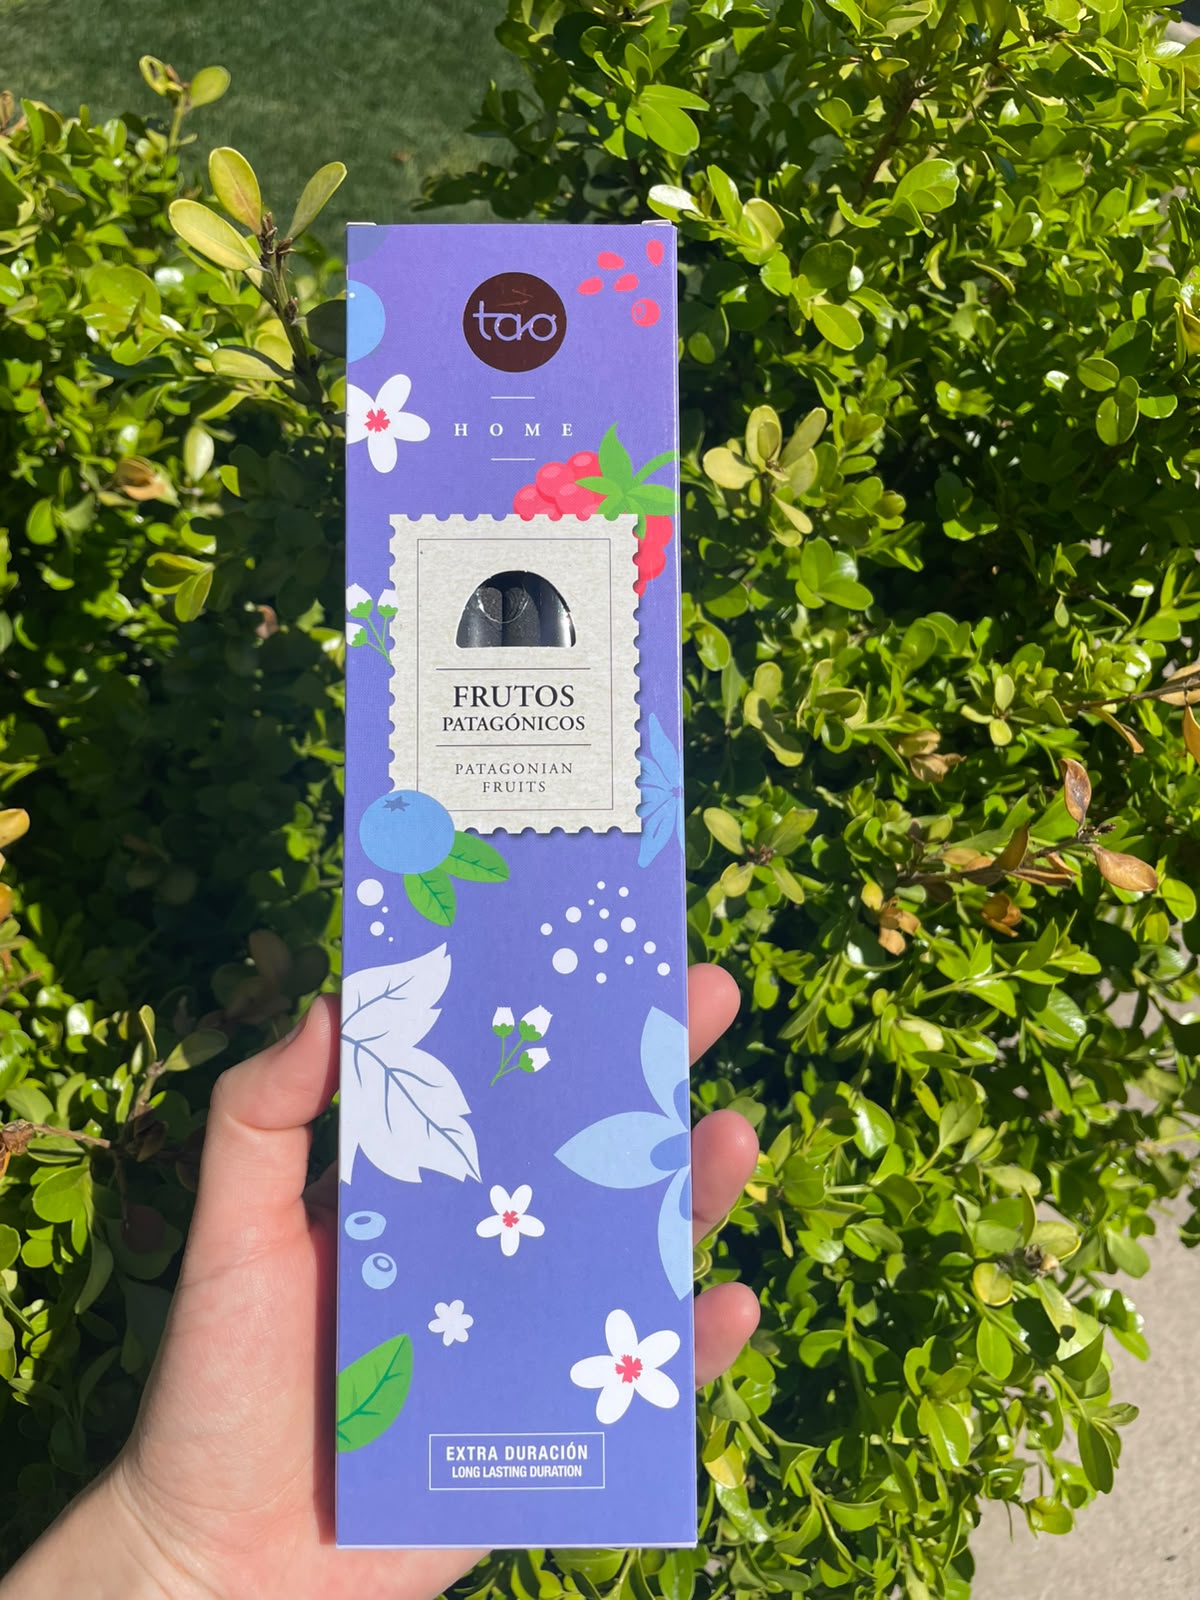 tao
HOME
FRUTOS
PATAGÓNICOS
PATAGONIAN
FRUITS
EXTRA DURACIÓN
LONG LASTING DURATION